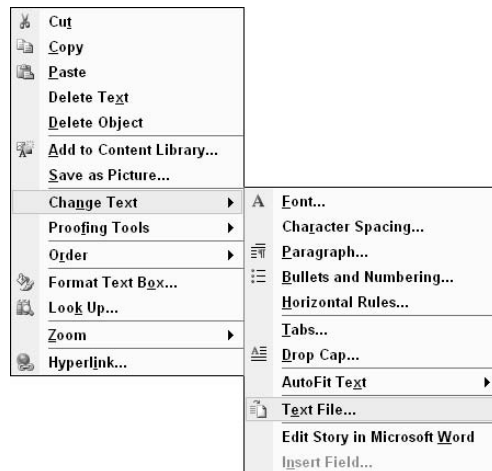 Cut
Copy
Paste
Delete Text
Delete Object
Add to Content Library...
Save as Picture...
Change Text
Proofing Tools
Order
Format Text Box...
Look Up...
Zoom
Hyperlink...
Font...
Character Spacing...
Paragraph...
Bullets and Numbering...
Horizontal Rules...
Tabs...
Drop Cap...
AutoFit Text
Text File...
Edit Story in Microsoft Word
Insert Field...